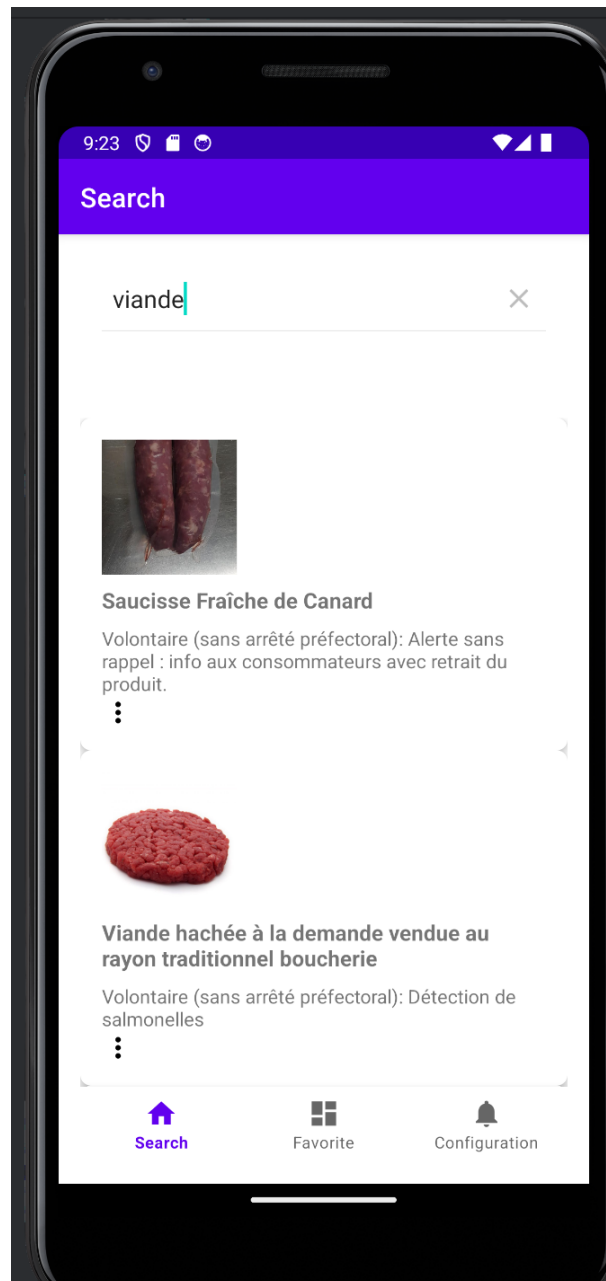 9:23
Search
viande
Saucisse Fraîche de Canard
Volontaire (sans arrêté préfectoral): Alerte sans
rappel : info aux consommateurs avec retrait du
produit.
Viande hachée à la demande vendue au
rayon traditionnel boucherie
Volontaire (sans arrêté préfectoral): Détection de
salmonelles
Search
Favorite
Configuration